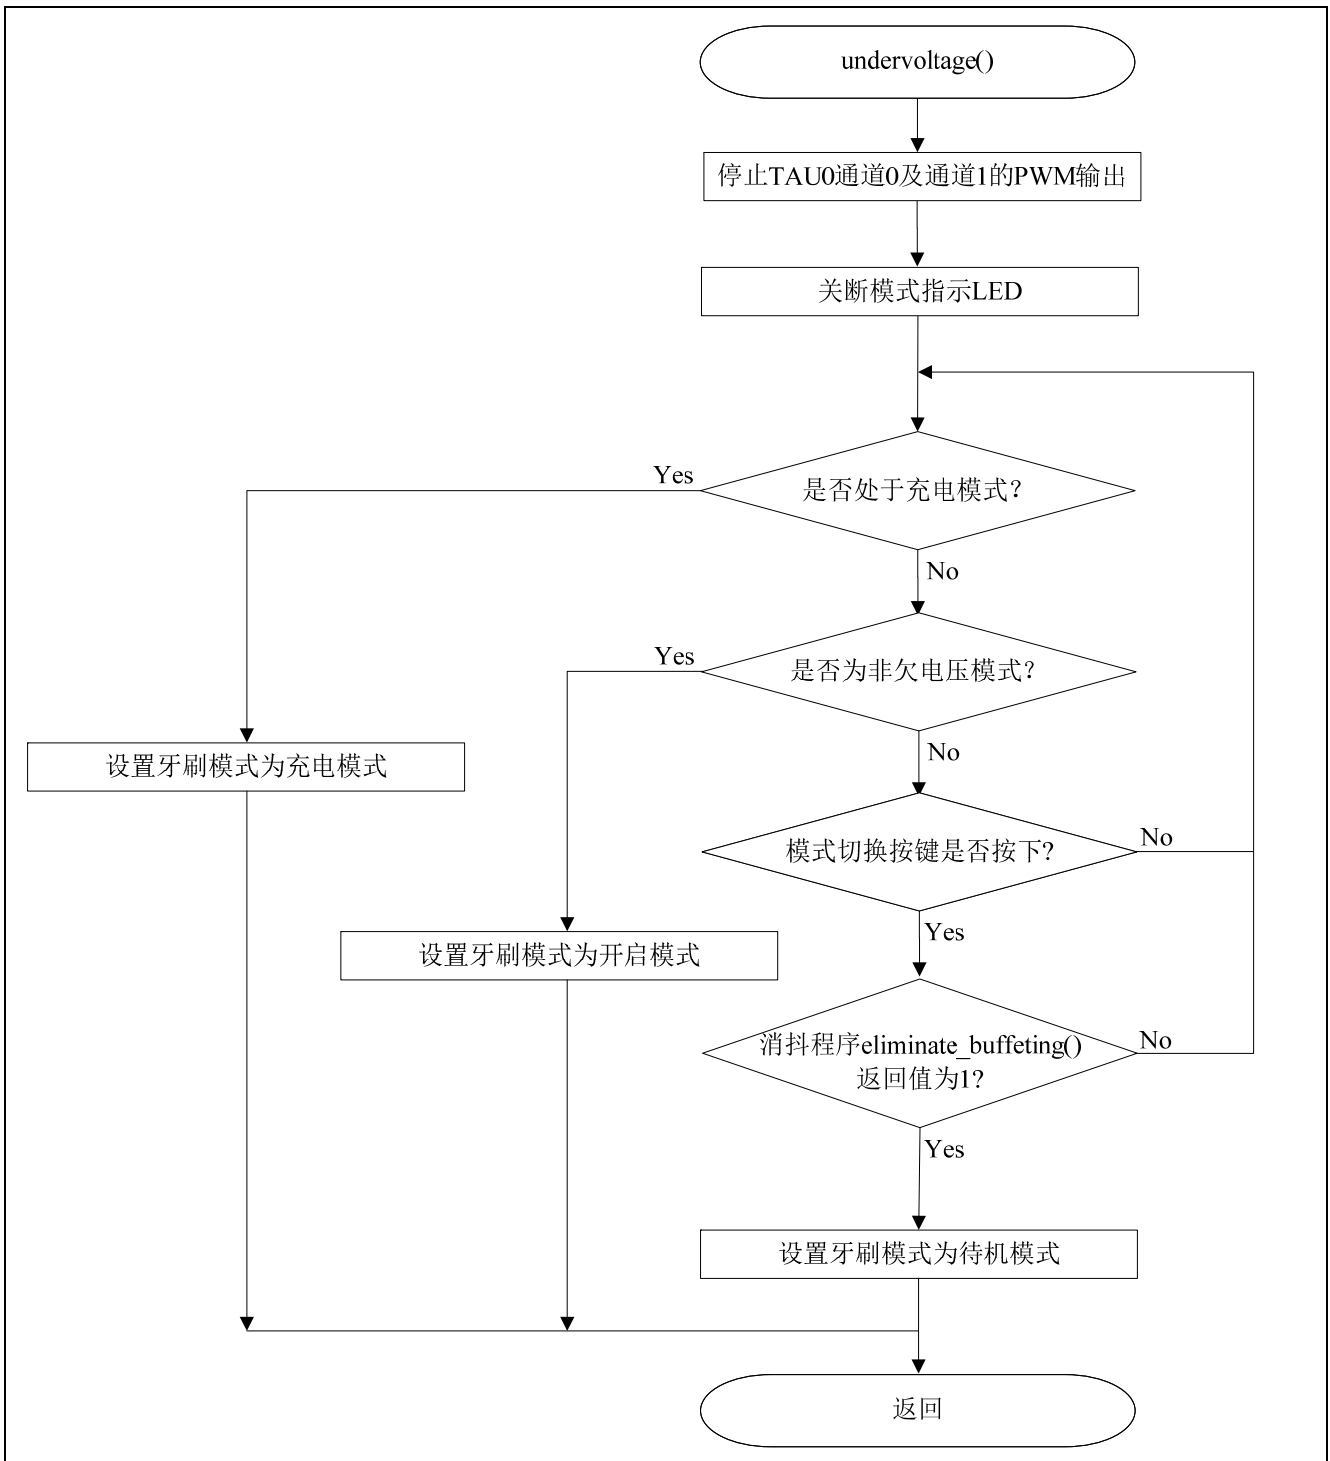 undervoltage()
停止TAU0通道0及通道1的PWM输出
关断模式指示LED
Yes
是否处于充电模式?
No
Yes
是否为非欠电压模式?
No
设置牙刷模式为充电模式
模式切换按键是否按下?
No
Yes
设置牙刷模式为开启模式
消抖程序eliminate_buffeting()
返回值为1?
No
Yes
设置牙刷模式为待机模式
返回